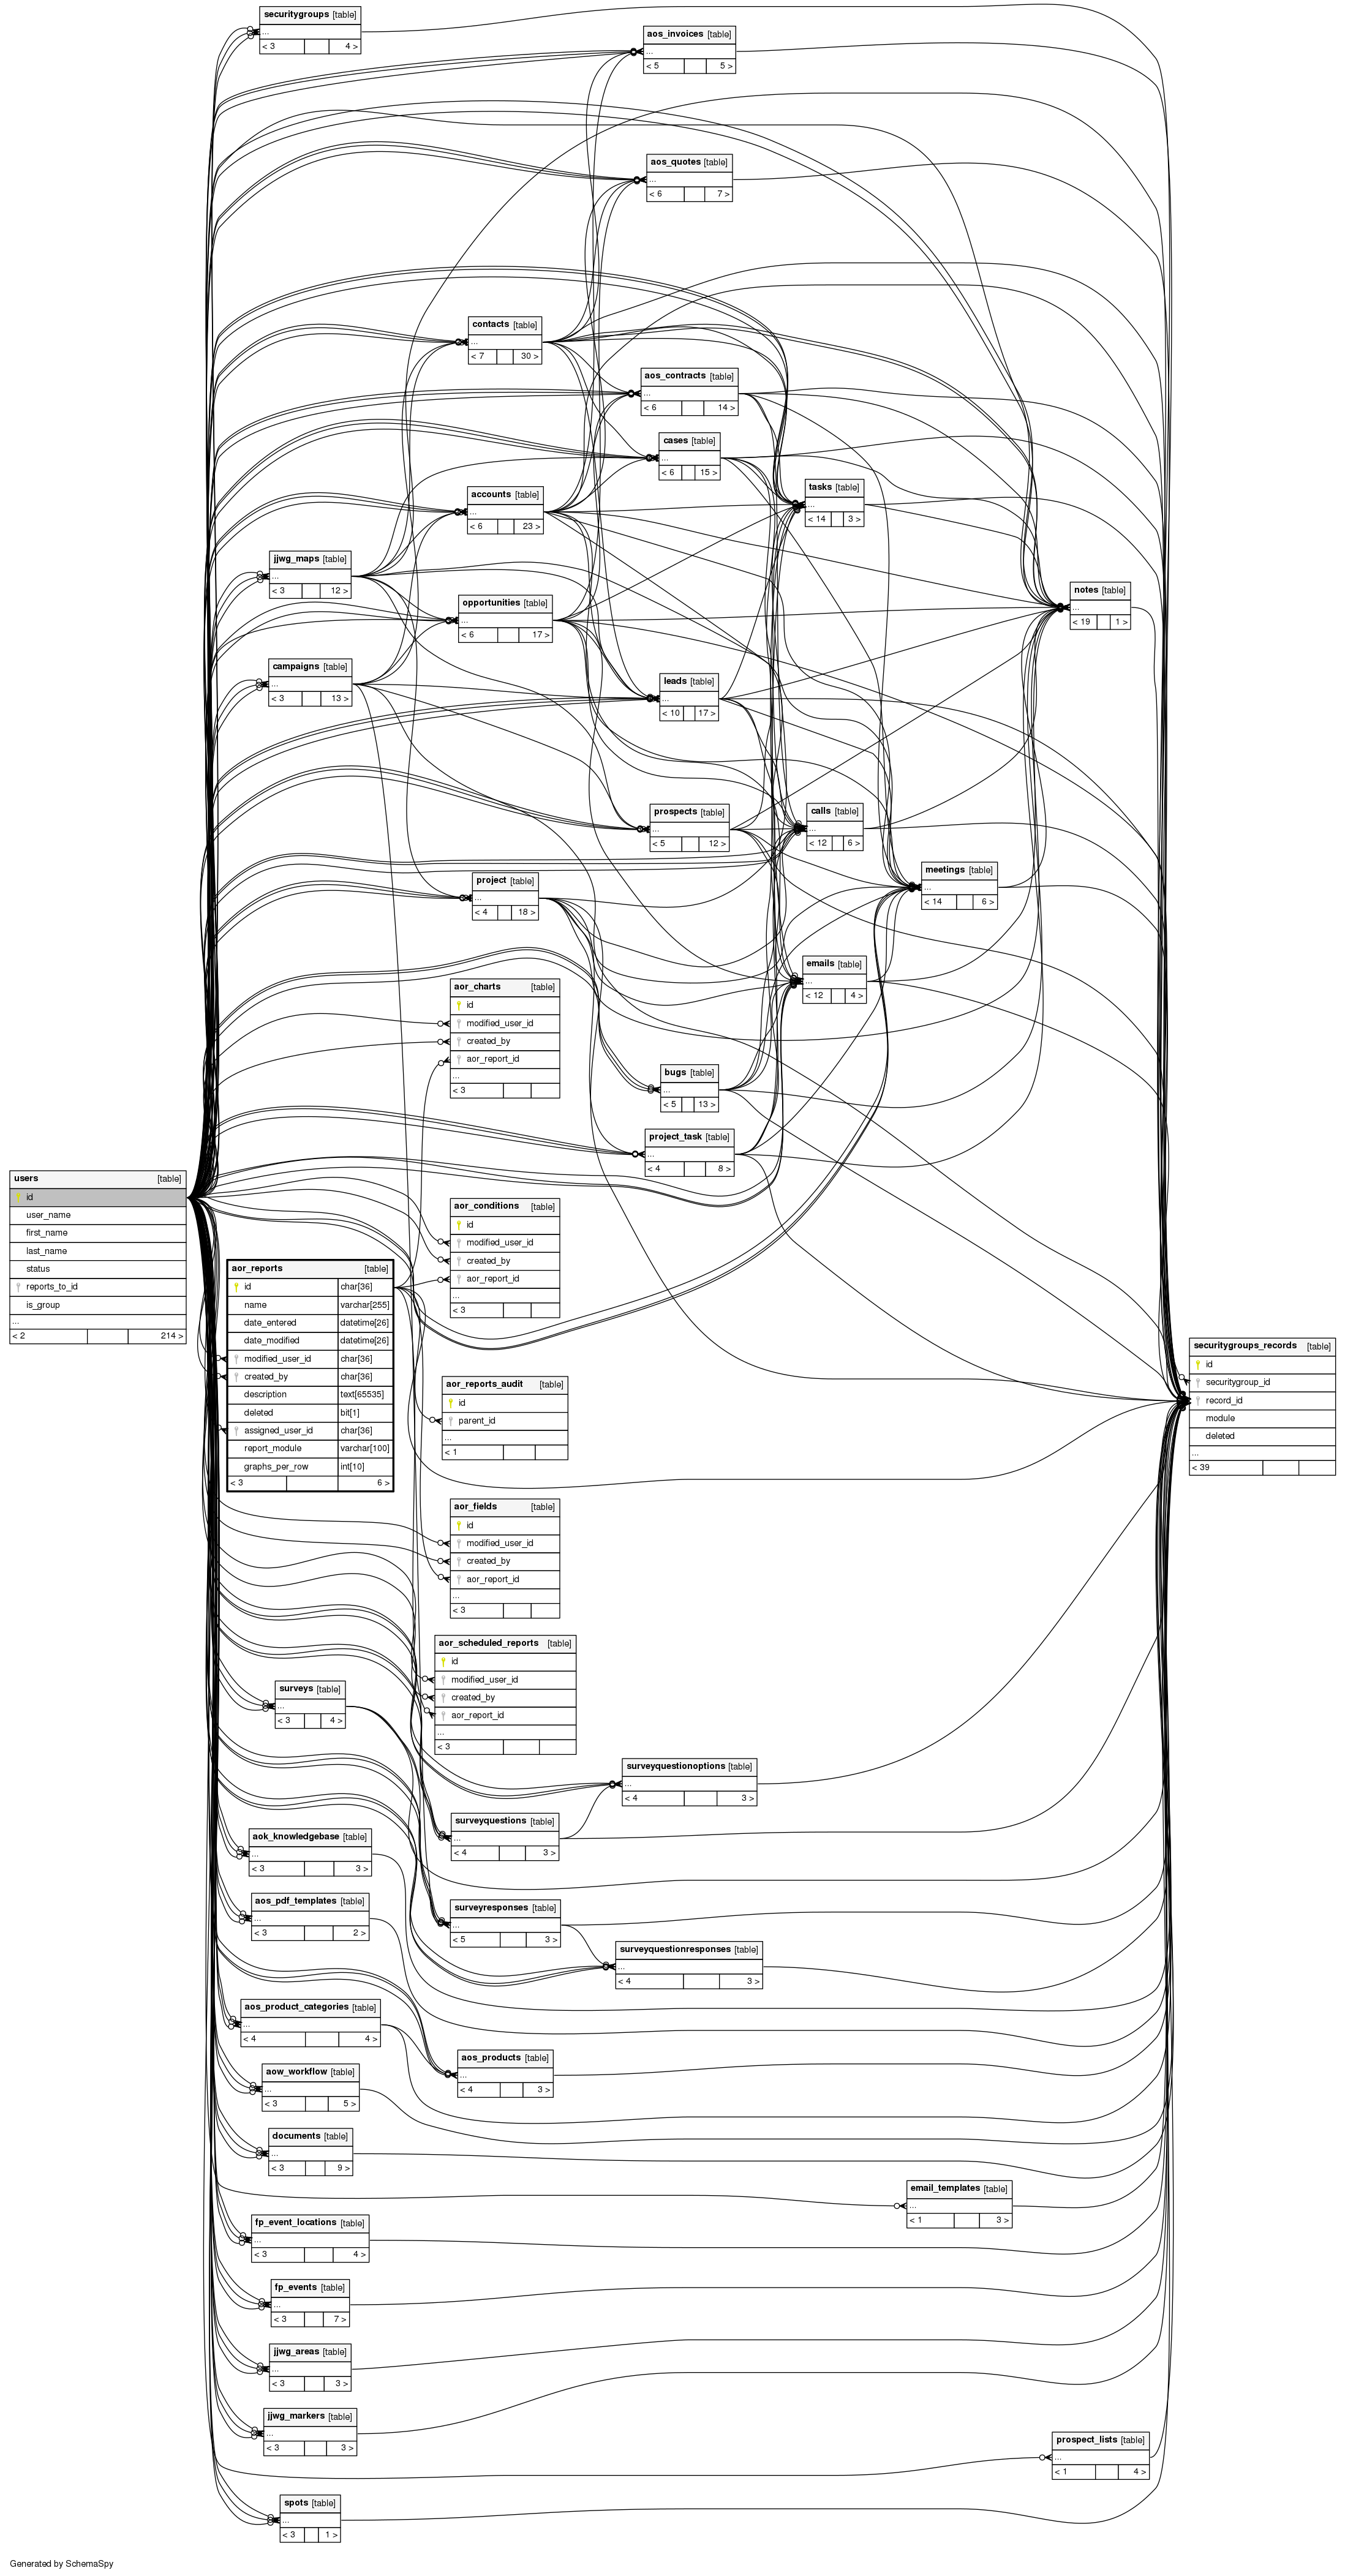 securitygroups [table]
...
< 3 4 >
aos_invoices [table]
...
< 5 5 >
aos_quotes [table]
...
< 6 7 >
contacts [table]
...
< 7 30 >
aos_contracts [table]
...
< 6 14 >
cases [table]
...
< 6 15 >
tasks [table]
...
< 14 3 >
accounts [table]
...
< 6 23 >
jjwg_maps [table]
...
< 3 12 >
notes [table]
...
< 19 1 >
opportunities [table]
...
< 6 17 >
campaigns [table]
...
< 3 13 >
leads [table]
...
< 10 17 >
prospects [table]
...
< 5 12 >
calls [table]
...
< 12 6 >
meetings [table]
...
< 14 6 >
project [table]
...
< 4 18 >
emails [table]
...
< 12 4 >
aor_charts [table]
id
modified_user_id
created_by
aor_report_id
...
< 3
bugs [table]
...
< 5 13 >
project_task [table]
...
< 4 8 >
users [table]
id
user_name
first_name
last_name
status
reports_to_id
is_group
...
< 2 214 >
aor_conditions [table]
id
modified_user_id
created_by
aor_report_id
...
< 3
aor_reports [table]
id char[36]
name varchar[255]
date_entered datetime[26]
date_modified datetime[26]
modified_user_id char[36]
created_by char[36]
description text[65535]
deleted bit[1]
assigned_user_id char[36]
report_module varchar[100]
graphs_per_row int[10]
< 3 6 >
securitygroups_records [table]
id
securitygroup_id
record_id
module
deleted
...
< 39
aor_reports_audit [table]
id
parent_id
...
< 1
aor_fields [table]
id
modified_user_id
created_by
aor_report_id
...
< 3
aor_scheduled_reports [table]
id
modified_user_id
created_by
aor_report_id
...
< 3
surveys [table]
...
< 3 4 >
surveyquestionoptions [table]
...
< 4 3 >
surveyquestions [table]
...
< 4 3 >
aok_knowledgebase [table]
...
< 3 3 >
aos_pdf_templates [table]
...
< 3 2 >
surveyresponses [table]
...
< 5 3 >
surveyquestionresponses [table]
...
< 4 3 >
aos_product_categories [table]
...
< 4 4 >
aos_products [table]
...
< 4 3 >
aow_workflow [table]
...
< 3 5 >
documents [table]
...
< 3 9 >
email_templates [table]
...
< 1 3 >
fp_event_locations [table]
...
< 3 4 >
fp_events [table]
...
< 3 7 >
jjwg_areas [table]
...
< 3 3 >
jjwg_markers [table]
...
< 3 3 >
prospect_lists [table]
...
< 1 4 >
spots [table]
...
< 3 1 >
Generated by SchemaSpy